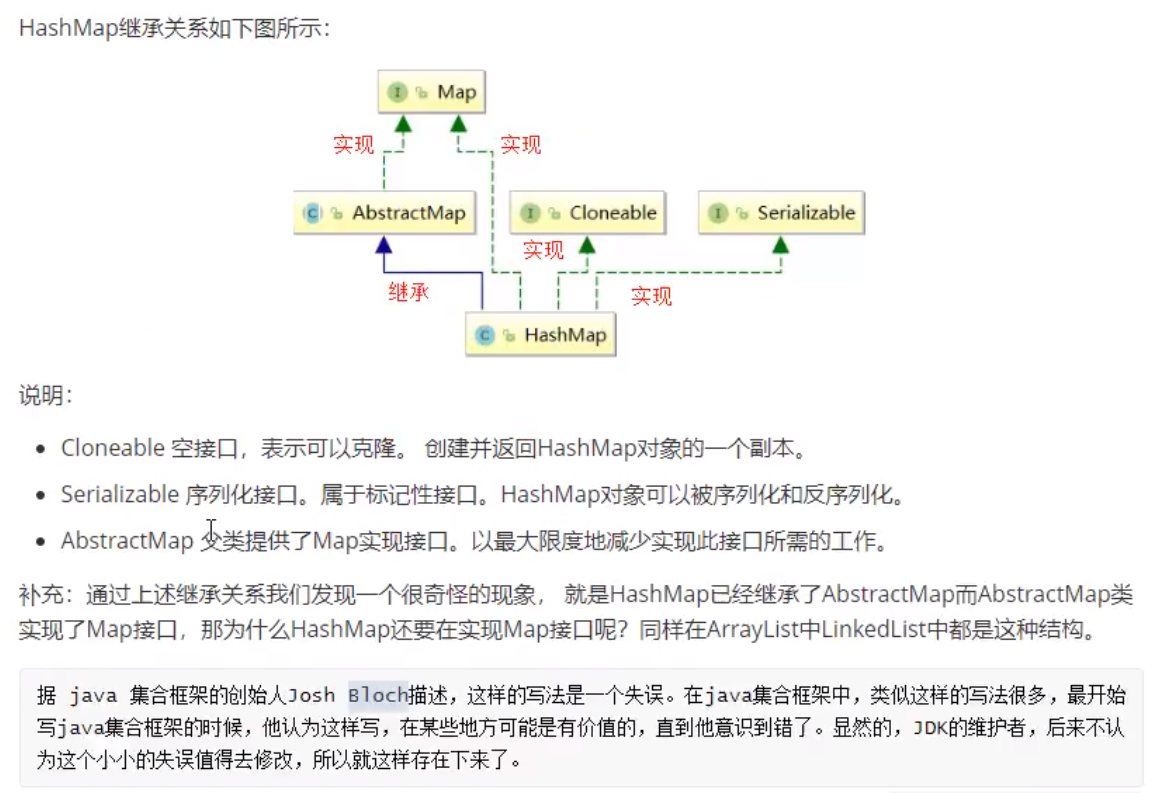 HashMap继承关系如下图所示：
Map
实现 实现
AbstractMap Cloneable Serializable
实现
继承 实现
HashMap
说明：
Cloneable 空接口，表示可以克隆。 创建并返回HashMap对象的一个副本。
Serializable 序列化接口。属于标记性接口。HashMap对象可以被序列化和反序列化。
AbstractMap 父类提供了Map实现接口。以最大限度地减少实现此接口所需的工作。
补充：通过上述继承关系我们发现一个很奇怪的现象， 就是HashMap已经继承了AbstractMap而AbstractMap类
实现了Map接口，那为什么HashMap还要在实现Map接口呢？同样在ArrayList中LinkedList中都是这种结构。
据 java 集合框架的创始人Josh Bloch描述，这样的写法是一个失误。在java集合框架中，类似这样的写法很多，最开始
写java集合框架的时候，他认为这样写，在某些地方可能是有价值的，直到他意识到错了。显然的，JDK的维护者，后来不认
为这个小小的失误值得去修改，所以就这样存在下来了。